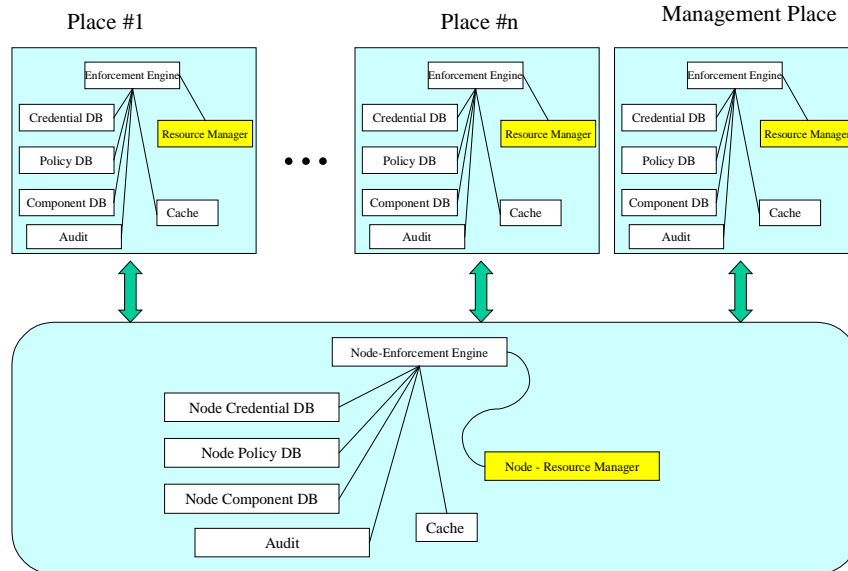 Place #1
Place #n
Management Place
Enforcement Engine
Credential DB
Resource Manager
Policy DB
Component DB
Cache
Audit
• • •
Enforcement Engine
Credential DB
Resource Manager
Policy DB
Component DB
Cache
Audit
Enforcement Engine
Credential DB
Resource Manager
Policy DB
Component DB
Cache
Audit
Node-Enforcement Engine
Node Credential DB
Node Policy DB
Node - Resource Manager
Node Component DB
Cache
Audit